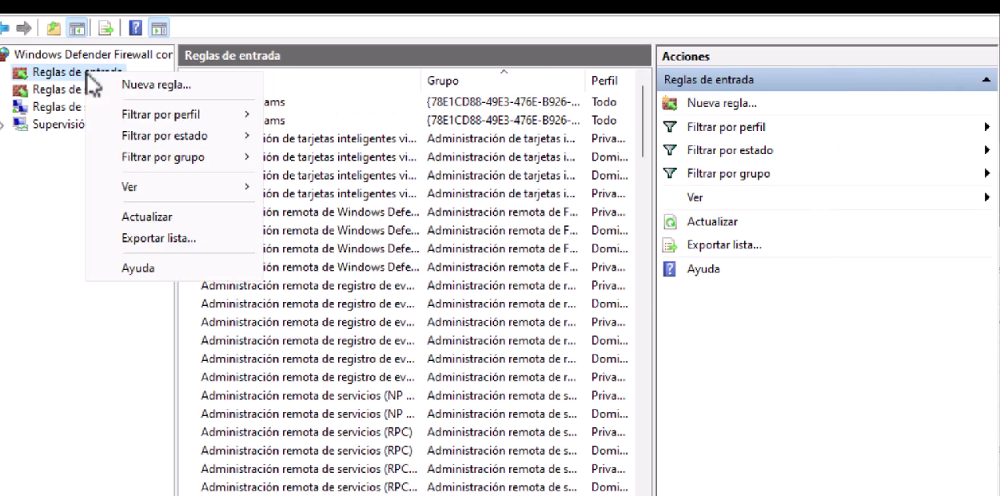 Windows Defender Firewall con
Reglas de entrada
Reglas de
Reglas de
Supervisió
Nueva regla...
Filtrar por perfil
Filtrar por estado
Filtrar por grupo
Ver
Actualizar
Exportar lista...
Ayuda
Reglas de entrada
Grupo Perfil
ams {78E1CD88-49E3-476E-B926-... Todo
ams {78E1CD88-49E3-476E-B926-... Todo
ión de tarjetas inteligentes vi... Administración de tarjetas i... Priva...
ión de tarjetas inteligentes vi... Administración de tarjetas i... Domi...
ión de tarjetas inteligentes vi... Administración de tarjetas i... Domi...
ión de tarjetas inteligentes vi... Administración de tarjetas i... Priva...
ión remota de Windows Defe... Administración remota de F... Priva...
ión remota de Windows Defe... Administración remota de F... Domi...
ión remota de Windows Defe... Administración remota de F... Domi...
ión remota de Windows Defe... Administración remota de F... Priva...
Administración remota de registro de ev... Administración remota de r... Priva...
Administración remota de registro de ev... Administración remota de r... Domi...
Administración remota de registro de ev... Administración remota de r... Priva...
Administración remota de registro de ev... Administración remota de r... Domi...
Administración remota de registro de ev... Administración remota de r... Domi...
Administración remota de registro de ev... Administración remota de r... Priva...
Administración remota de servicios (NP ... Administración remota de s... Priva...
Administración remota de servicios (NP ... Administración remota de s... Domi...
Administración remota de servicios (RPC) Administración remota de s... Priva...
Administración remota de servicios (RPC) Administración remota de s... Domi...
Administración remota de servicios (RPC... Administración remota de s... Priva...
Administración remota de servicios (RPC... Administración remota de s... Domi...
Acciones
Reglas de entrada
Nueva regla...
Filtrar por perfil
Filtrar por estado
Filtrar por grupo
Ver
Actualizar
Exportar lista...
Ayuda